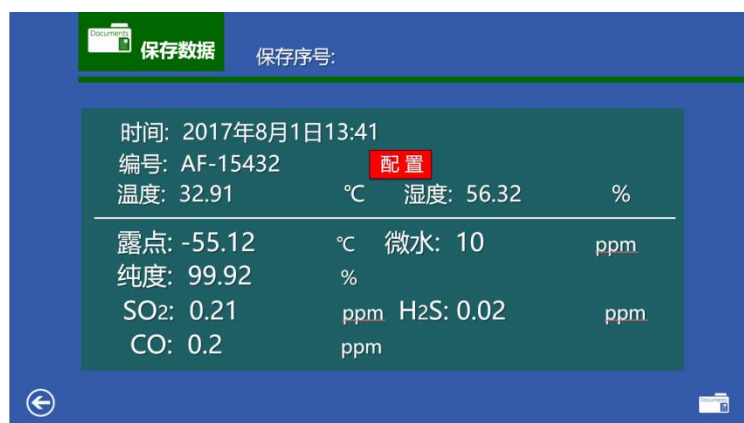 Documents
保存数据 保存序号:
时间: 2017年8月1日13:41
编号: AF-15432 配 置
温度: 32.91 ℃ 湿度: 56.32 %
露点: -55.12 ℃ 微水: 10 ppm
纯度: 99.92 %
SO2: 0.21 ppm H2S: 0.02 ppm
CO: 0.2 ppm
Documents